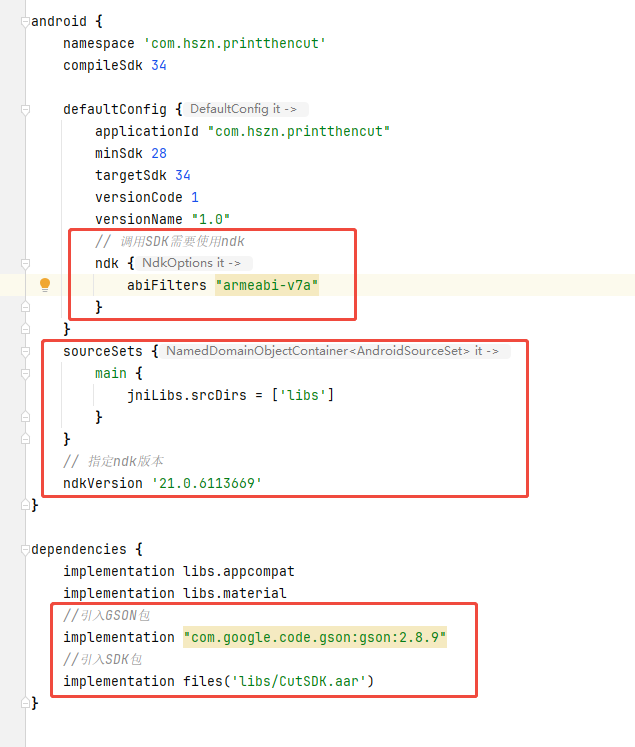 android {
namespace 'com.hszn.printthencut'
compileSdk 34
defaultConfig { DefaultConfig it ->
applicationId "com.hszn.printthencut"
minSdk 28
targetSdk 34
versionCode 1
versionName "1.0"
// 调用SDK需要使用ndk
ndk { NdkOptions it ->
abiFilters "armeabi-v7a"
}
}
sourceSets { NamedDomainObjectContainer<AndroidSourceSet> it ->
main {
jniLibs.srcDirs = ['libs']
}
}
// 指定ndk版本
ndkVersion '21.0.6113669'
}
dependencies {
implementation libs.appcompat
implementation libs.material
//引入GSON包
implementation "com.google.code.gson:gson:2.8.9"
//引入SDK包
implementation files('libs/CutSDK.aar')
}